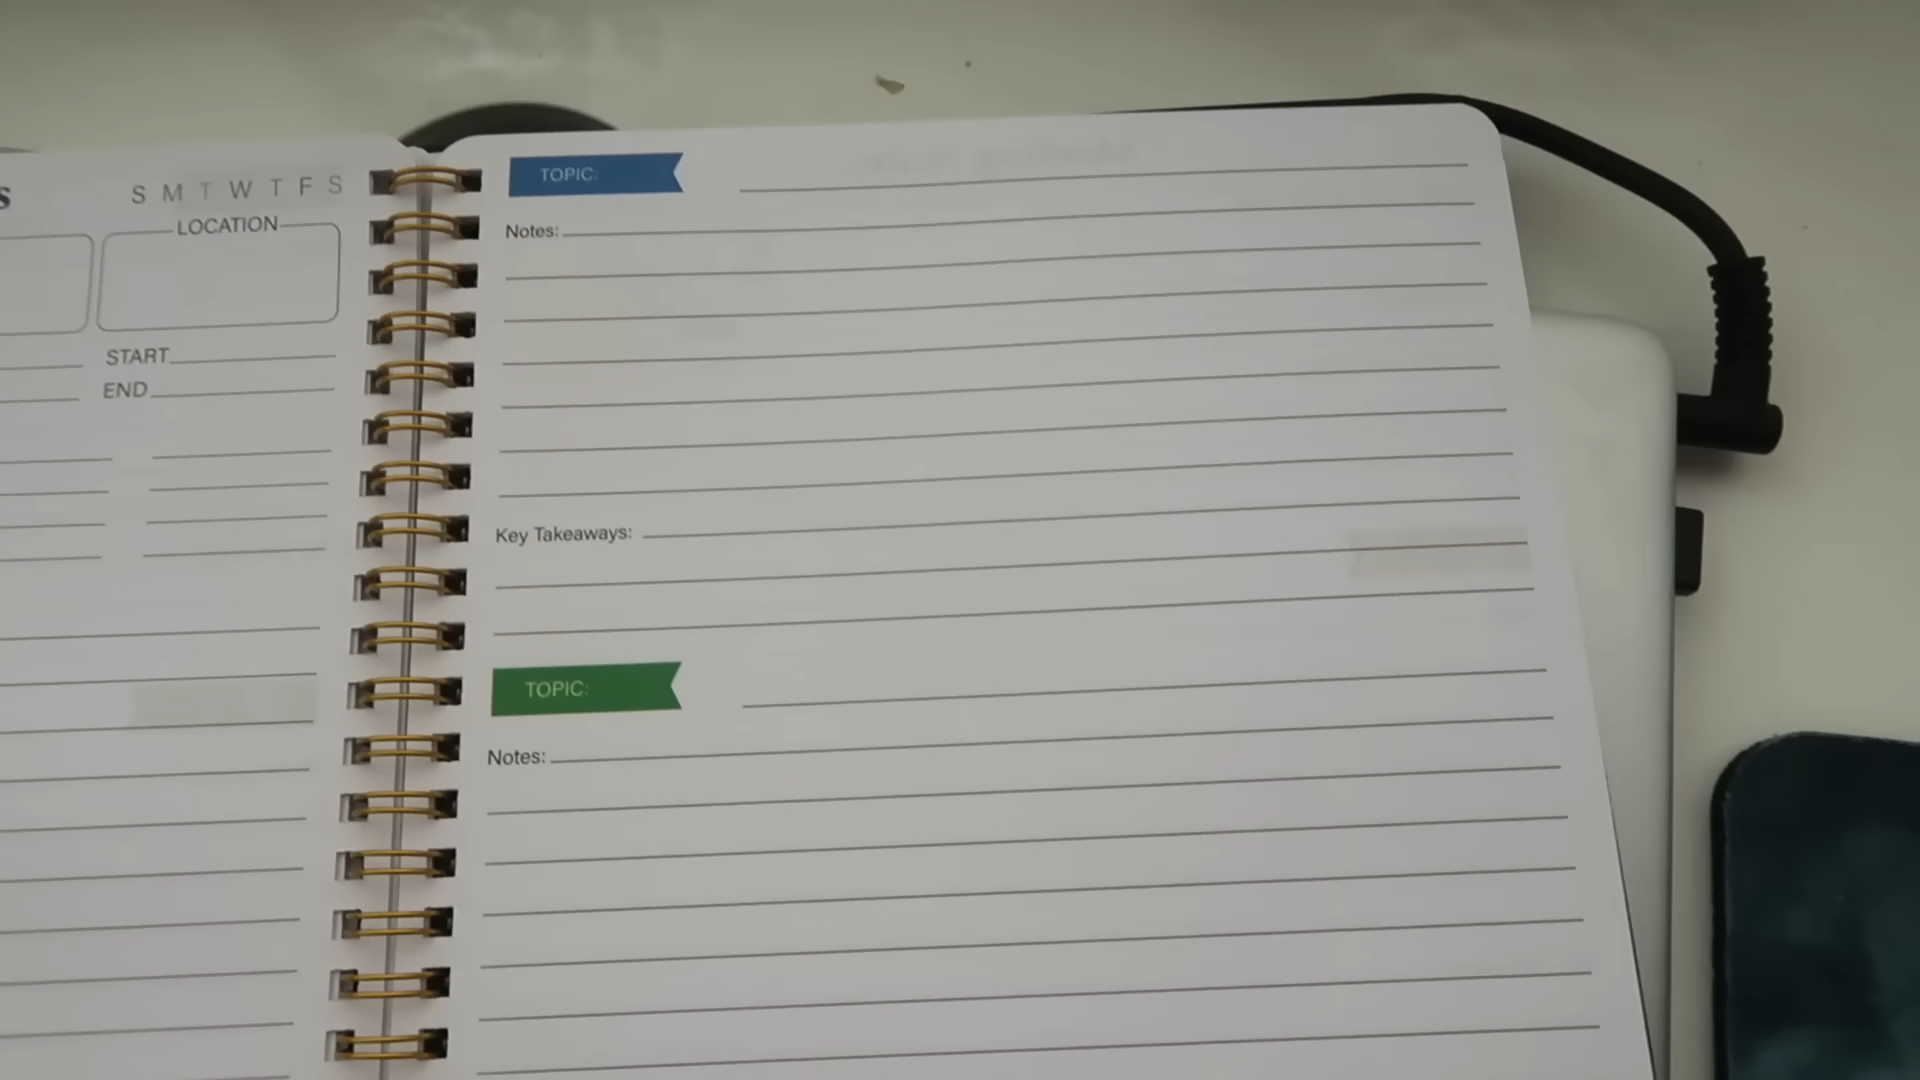 S M T W T F S
LOCATION
START
END
TOPIC:
Notes:
Key Takeaways:
TOPIC:
Notes: